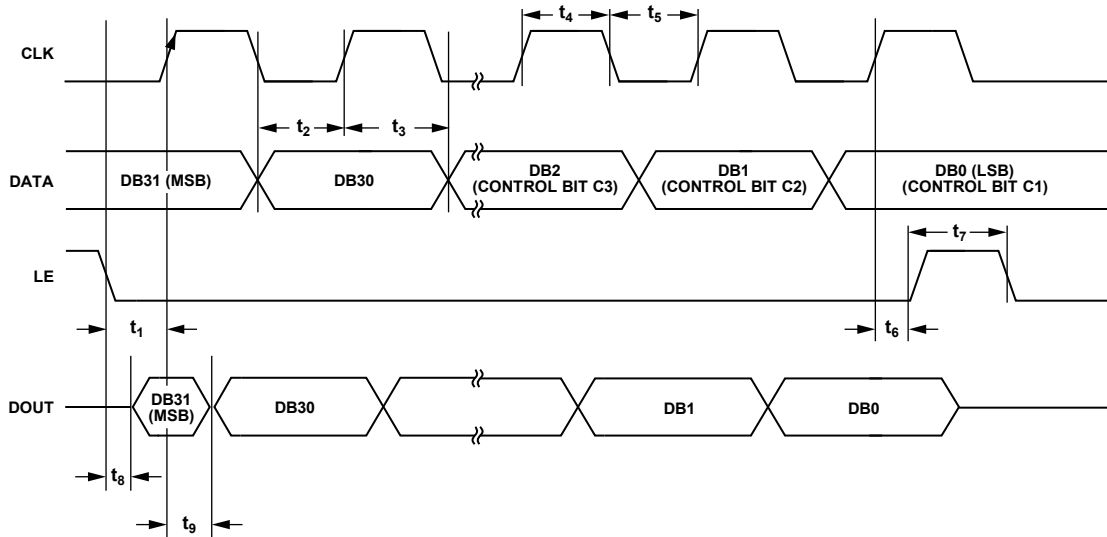 CLK
t4
t5
t2
t3
DATA
DB31 (MSB)
DB30
DB2
(CONTROL BIT C3)
DB1
(CONTROL BIT C2)
DB0 (LSB)
(CONTROL BIT C1)
LE
t7
t1
t6
DOUT
DB31
(MSB)
DB30
DB1
DB0
t8
t9